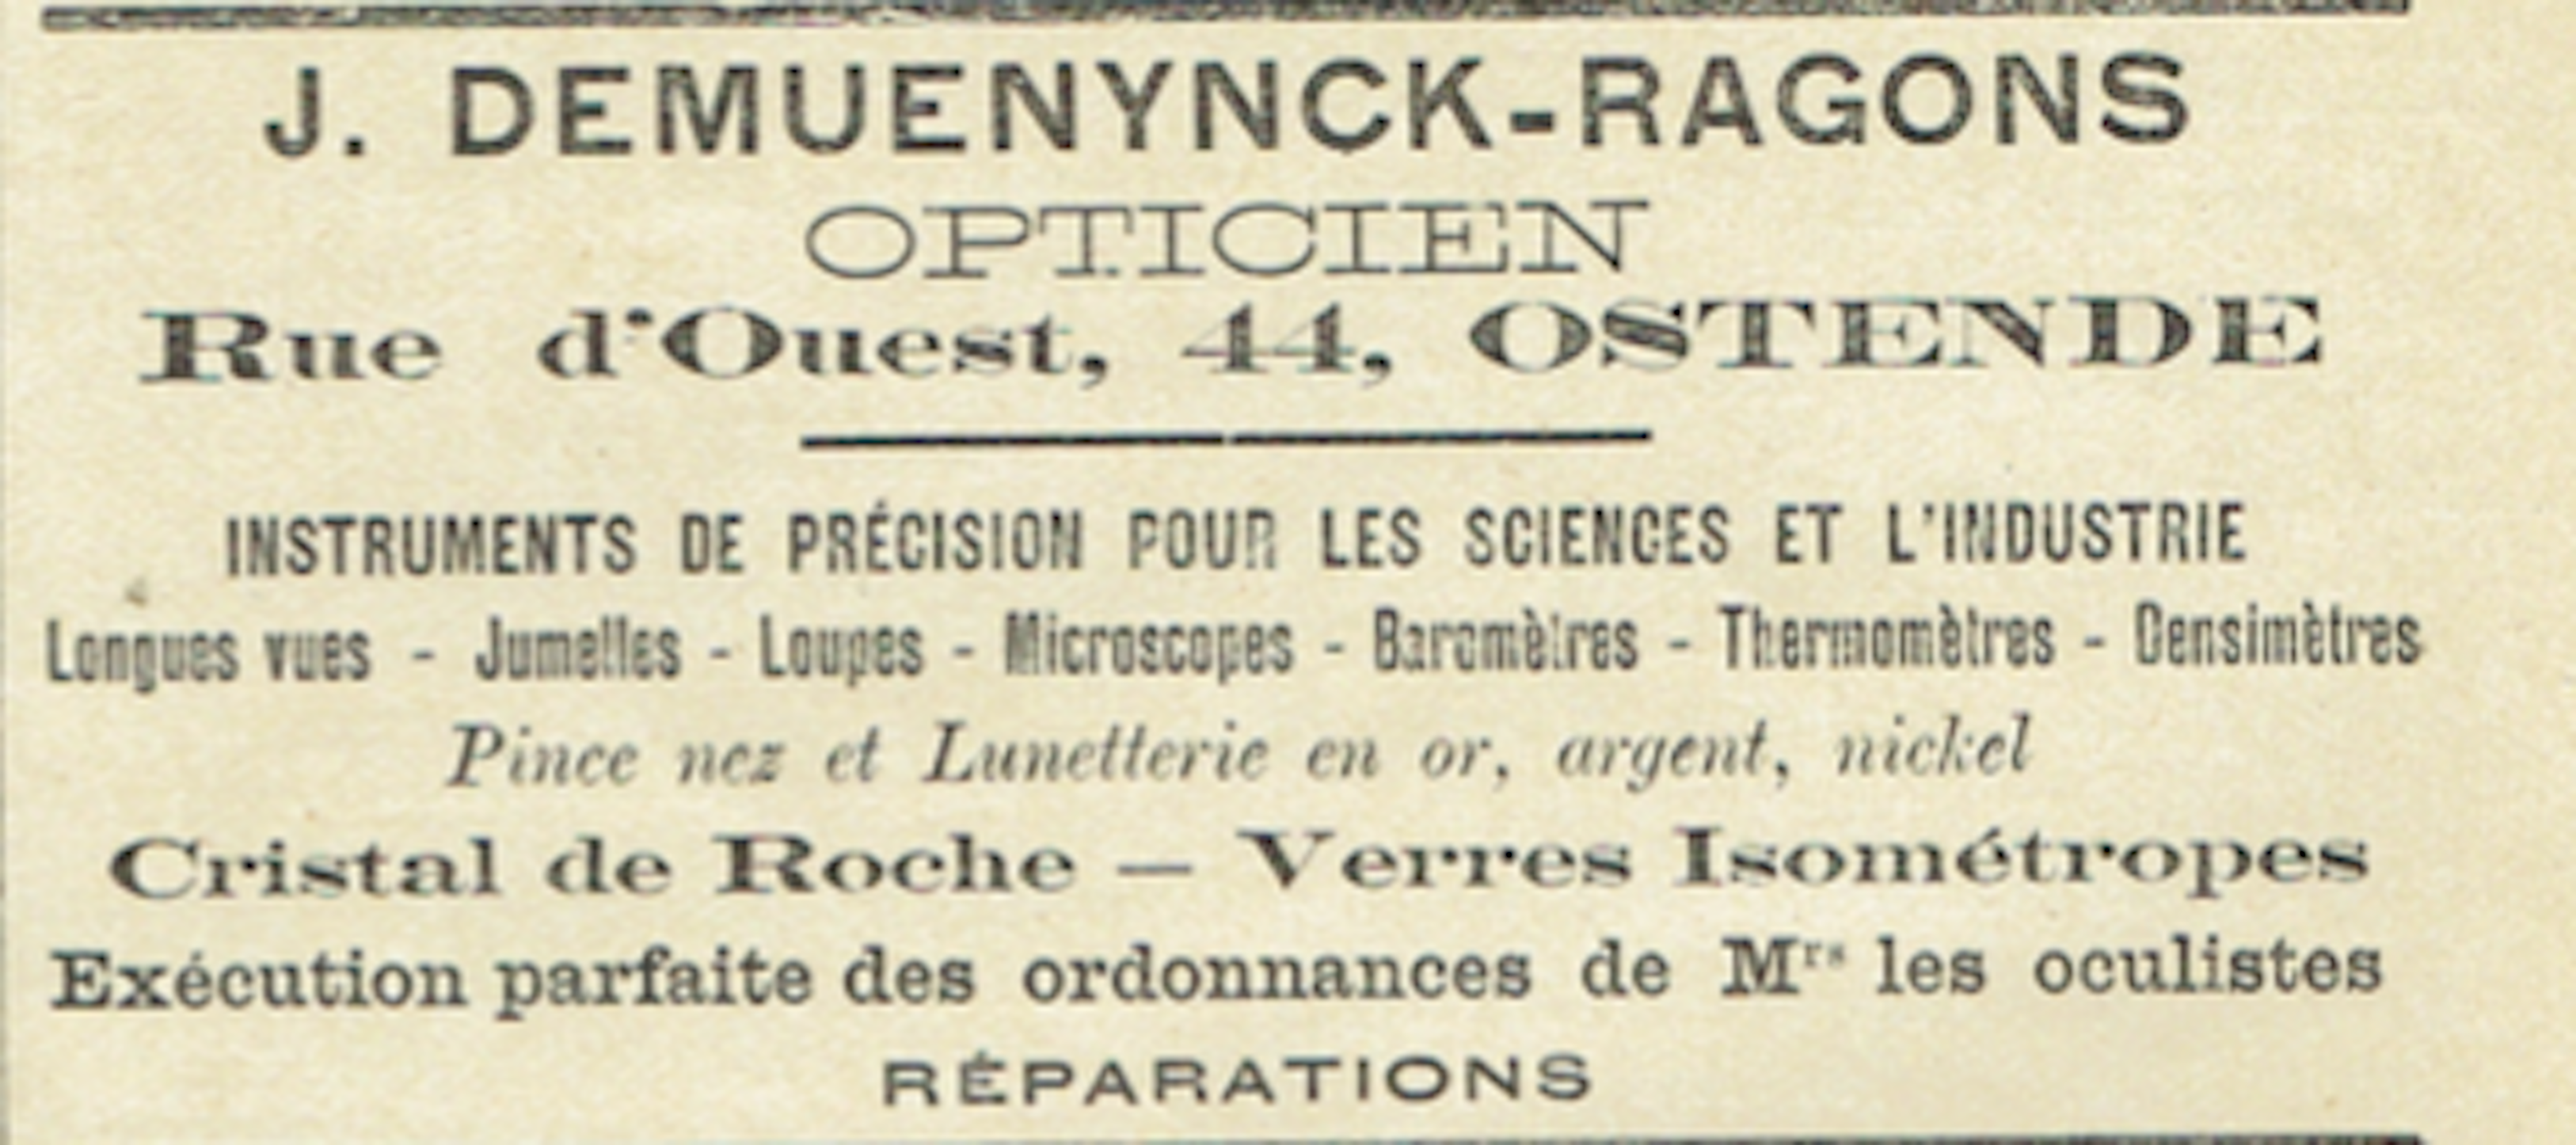 J. DEMUENYNCK-RAGONS
OPTICIEN
Rue d'Ouest, 44, OSTENDE
INSTRUMENTS DE PRÉCISION POUR LES SCIENCES ET L'INDUSTRIE
Longues vues - Jumelles - Loupes - Microscopes - Baromètres - Thermomètres - Densimètres
Pince nez et Lunetterie en or, argent, nickel
Cristal de Roche — Verres Isométropes
Exécution parfaite des ordonnances de Mrs les oculistes
RÉPARATIONS